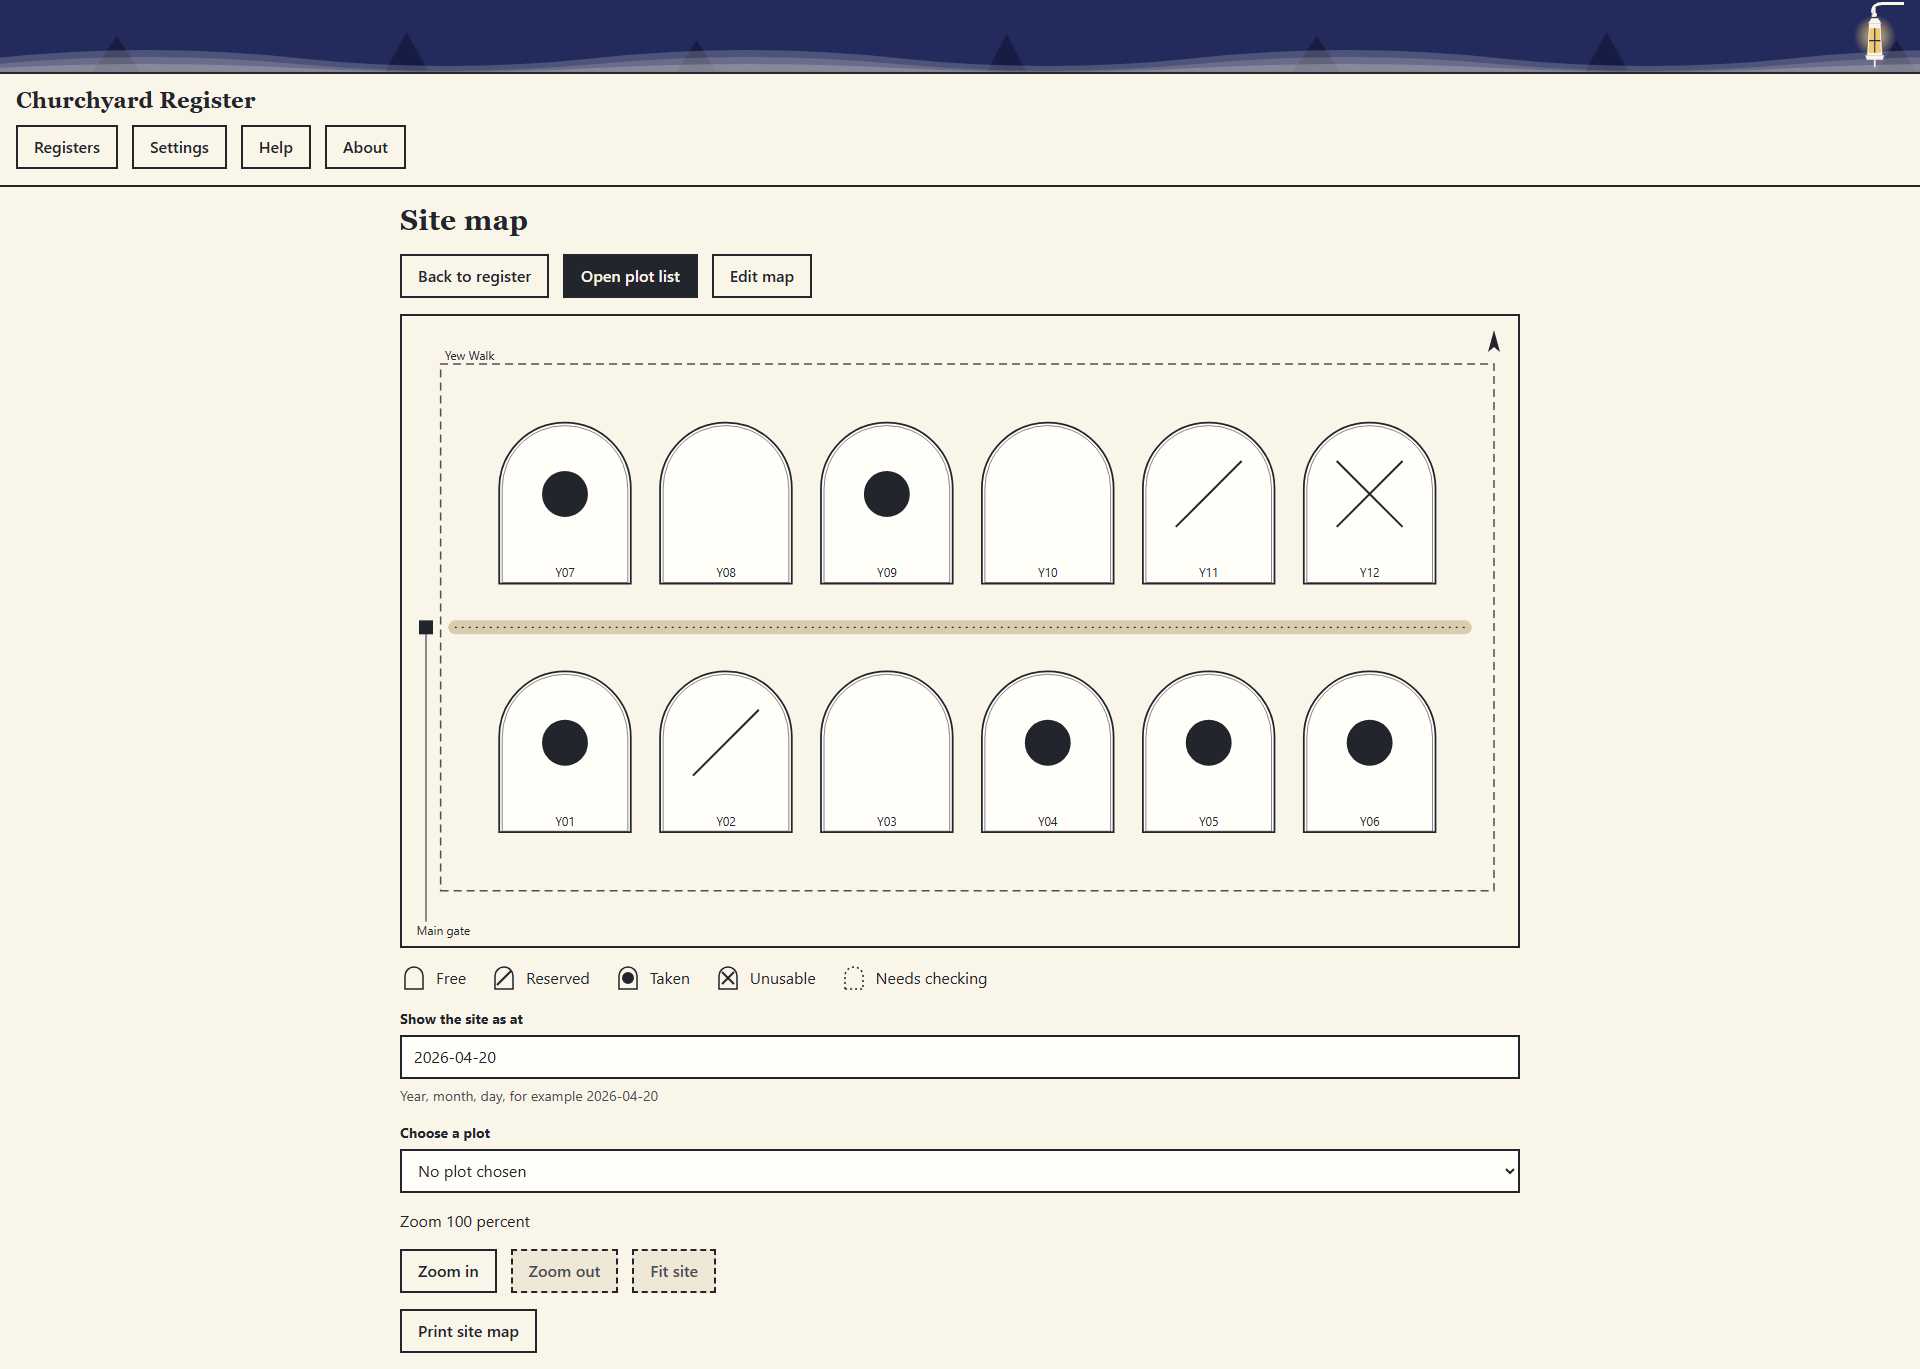 Churchyard Register
Registers Settings Help About
Site map
Back to register Open plot list Edit map
Yew Walk
Y07 Y08 Y09 Y10 Y11 Y12
Y01 Y02 Y03 Y04 Y05 Y06
Main gate
Free Reserved Taken Unusable Needs checking
Show the site as at
2026-04-20
Year, month, day, for example 2026-04-20
Choose a plot
No plot chosen
Zoom 100 percent
Zoom in Zoom out Fit site
Print site map